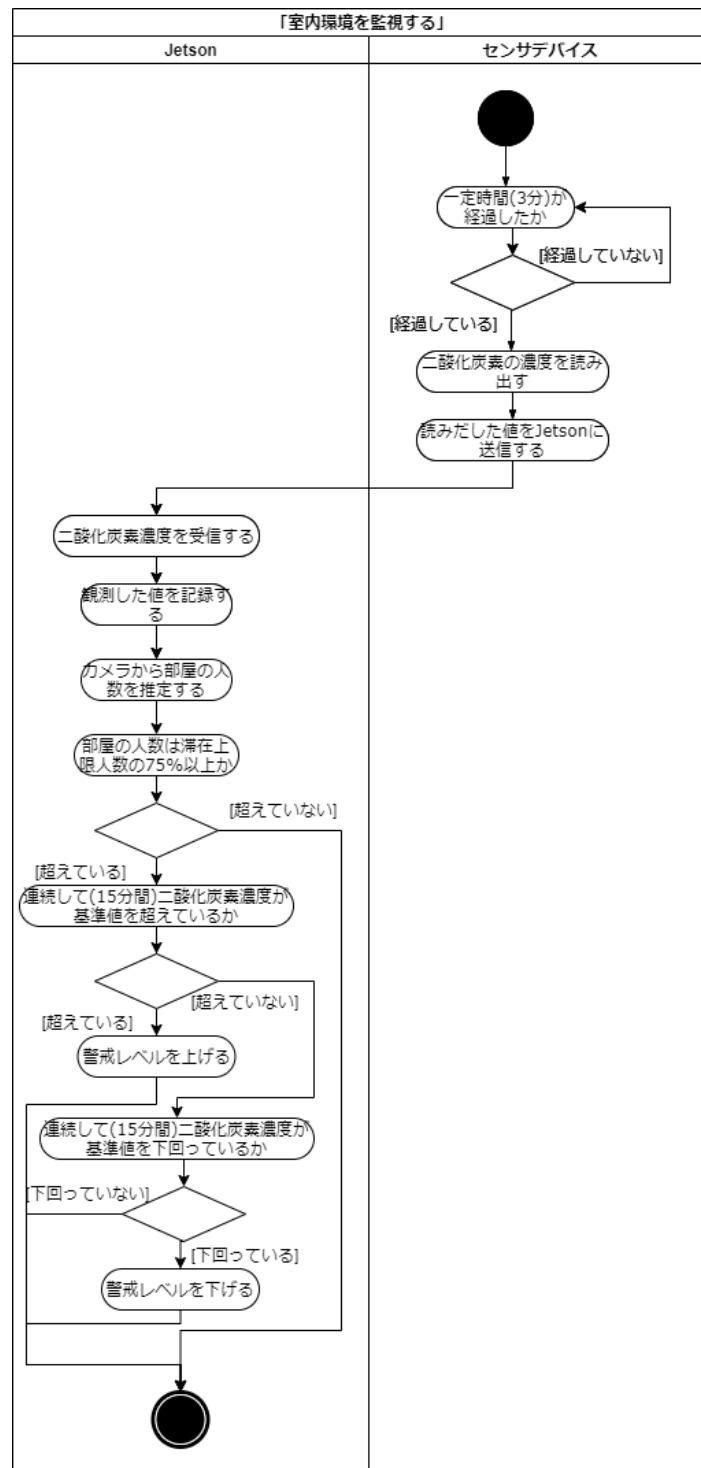 「室内環境を監視する」
Jetson
センサデバイス
一定時間(3分)が
経過したか
[経過していない]
[経過している]
二酸化炭素の濃度を読み
出す
読みだした値をJetsonに
送信する
二酸化炭素濃度を受信する
観測した値を記録す
る
カメラから部屋の人
数を推定する
部屋の人数は滞在上
限人数の75%以上か
[超えていない]
[超えている]
連続して(15分間)二酸化炭素濃度が
基準値を超えているか
[超えていない]
[超えている]
警戒レベルを上げる
連続して(15分間)二酸化炭素濃度が
基準値を下回っているか
[下回っていない]
[下回っている]
警戒レベルを下げる